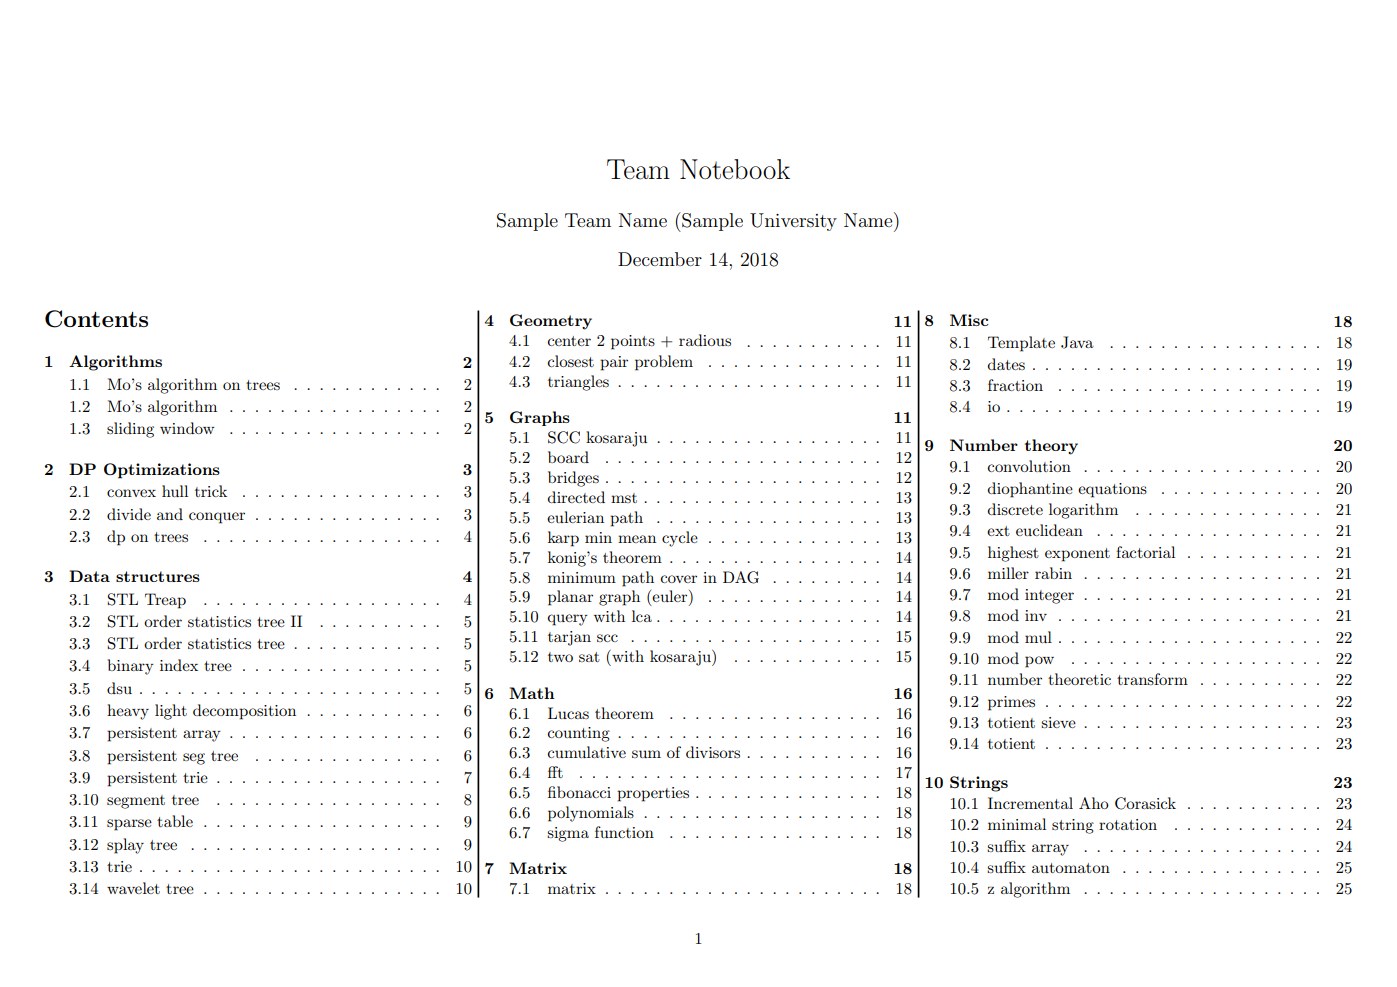 Team Notebook
Sample Team Name (Sample University Name)
December 14, 2018
Contents
1 Algorithms 2
1.1 Mo's algorithm on trees . . . . . . . . . . . . 2
1.2 Mo's algorithm . . . . . . . . . . . . . . . . . 2
1.3 sliding window . . . . . . . . . . . . . . . . . 2
2 DP Optimizations 3
2.1 convex hull trick . . . . . . . . . . . . . . . . 3
2.2 divide and conquer . . . . . . . . . . . . . . . 3
2.3 dp on trees . . . . . . . . . . . . . . . . . . . 4
3 Data structures 4
3.1 STL Treap . . . . . . . . . . . . . . . . . . . 4
3.2 STL order statistics tree II . . . . . . . . . . 5
3.3 STL order statistics tree . . . . . . . . . . . . 5
3.4 binary index tree . . . . . . . . . . . . . . . . 5
3.5 dsu . . . . . . . . . . . . . . . . . . . . . . . . 5
3.6 heavy light decomposition . . . . . . . . . . . 6
3.7 persistent array . . . . . . . . . . . . . . . . . 6
3.8 persistent seg tree . . . . . . . . . . . . . . . 6
3.9 persistent trie . . . . . . . . . . . . . . . . . . 7
3.10 segment tree . . . . . . . . . . . . . . . . . . 8
3.11 sparse table . . . . . . . . . . . . . . . . . . . 9
3.12 splay tree . . . . . . . . . . . . . . . . . . . . 9
3.13 trie . . . . . . . . . . . . . . . . . . . . . . . . 10
3.14 wavelet tree . . . . . . . . . . . . . . . . . . . 10
4 Geometry 11
4.1 center 2 points + radious . . . . . . . . . . . 11
4.2 closest pair problem . . . . . . . . . . . . . . 11
4.3 triangles . . . . . . . . . . . . . . . . . . . . . 11
5 Graphs 11
5.1 SCC kosaraju . . . . . . . . . . . . . . . . . . 11
5.2 board . . . . . . . . . . . . . . . . . . . . . . 12
5.3 bridges . . . . . . . . . . . . . . . . . . . . . . 12
5.4 directed mst . . . . . . . . . . . . . . . . . . . 13
5.5 eulerian path . . . . . . . . . . . . . . . . . . 13
5.6 karp min mean cycle . . . . . . . . . . . . . . 13
5.7 konig's theorem . . . . . . . . . . . . . . . . . 14
5.8 minimum path cover in DAG . . . . . . . . . 14
5.9 planar graph (euler) . . . . . . . . . . . . . . 14
5.10 query with lca . . . . . . . . . . . . . . . . . . 14
5.11 tarjan scc . . . . . . . . . . . . . . . . . . . . 15
5.12 two sat (with kosaraju) . . . . . . . . . . . . 15
6 Math 16
6.1 Lucas theorem . . . . . . . . . . . . . . . . . 16
6.2 counting . . . . . . . . . . . . . . . . . . . . . 16
6.3 cumulative sum of divisors . . . . . . . . . . . 16
6.4 fft . . . . . . . . . . . . . . . . . . . . . . . . 17
6.5 fibonacci properties . . . . . . . . . . . . . . . 18
6.6 polynomials . . . . . . . . . . . . . . . . . . . 18
6.7 sigma function . . . . . . . . . . . . . . . . . 18
7 Matrix 18
7.1 matrix . . . . . . . . . . . . . . . . . . . . . . 18
8 Misc 18
8.1 Template Java . . . . . . . . . . . . . . . . . 18
8.2 dates . . . . . . . . . . . . . . . . . . . . . . . 19
8.3 fraction . . . . . . . . . . . . . . . . . . . . . 19
8.4 io . . . . . . . . . . . . . . . . . . . . . . . . . 19
9 Number theory 20
9.1 convolution . . . . . . . . . . . . . . . . . . . 20
9.2 diophantine equations . . . . . . . . . . . . . 20
9.3 discrete logarithm . . . . . . . . . . . . . . . 21
9.4 ext euclidean . . . . . . . . . . . . . . . . . . 21
9.5 highest exponent factorial . . . . . . . . . . . 21
9.6 miller rabin . . . . . . . . . . . . . . . . . . . 21
9.7 mod integer . . . . . . . . . . . . . . . . . . . 21
9.8 mod inv . . . . . . . . . . . . . . . . . . . . . 21
9.9 mod mul . . . . . . . . . . . . . . . . . . . . . 22
9.10 mod pow . . . . . . . . . . . . . . . . . . . . 22
9.11 number theoretic transform . . . . . . . . . . 22
9.12 primes . . . . . . . . . . . . . . . . . . . . . . 22
9.13 totient sieve . . . . . . . . . . . . . . . . . . . 23
9.14 totient . . . . . . . . . . . . . . . . . . . . . . 23
10 Strings 23
10.1 Incremental Aho Corasick . . . . . . . . . . . 23
10.2 minimal string rotation . . . . . . . . . . . . 24
10.3 suffix array . . . . . . . . . . . . . . . . . . . 24
10.4 suffix automaton . . . . . . . . . . . . . . . . 25
10.5 z algorithm . . . . . . . . . . . . . . . . . . . 25
1